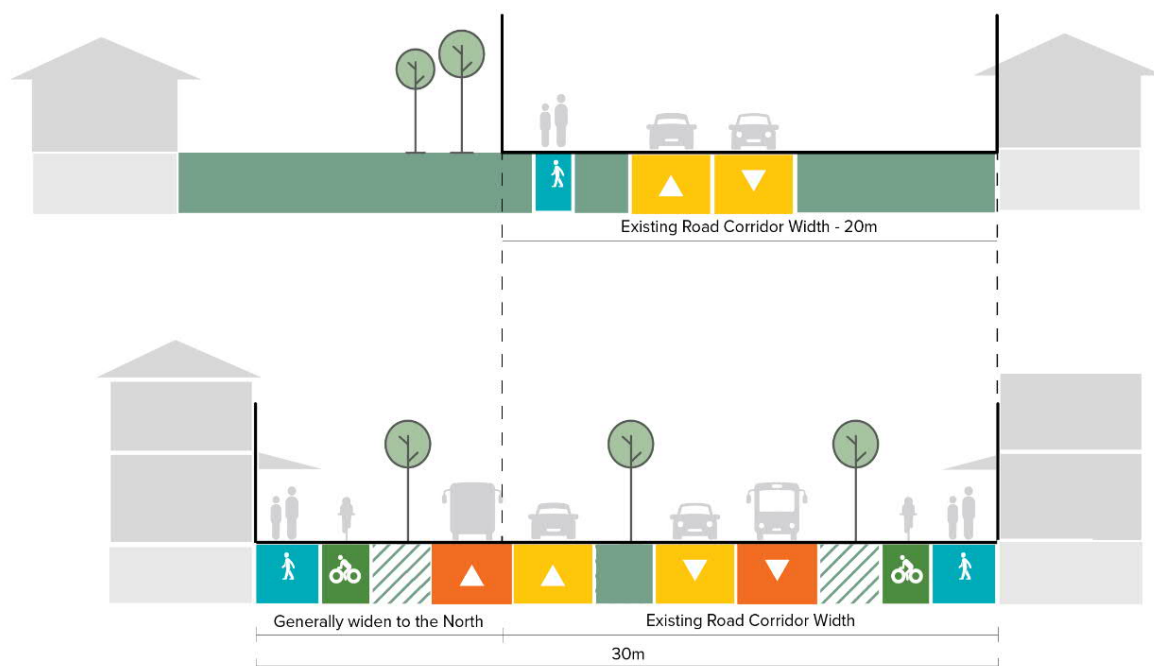 Existing Road Corridor Width - 20m
Generally widen to the North
Existing Road Corridor Width
30m